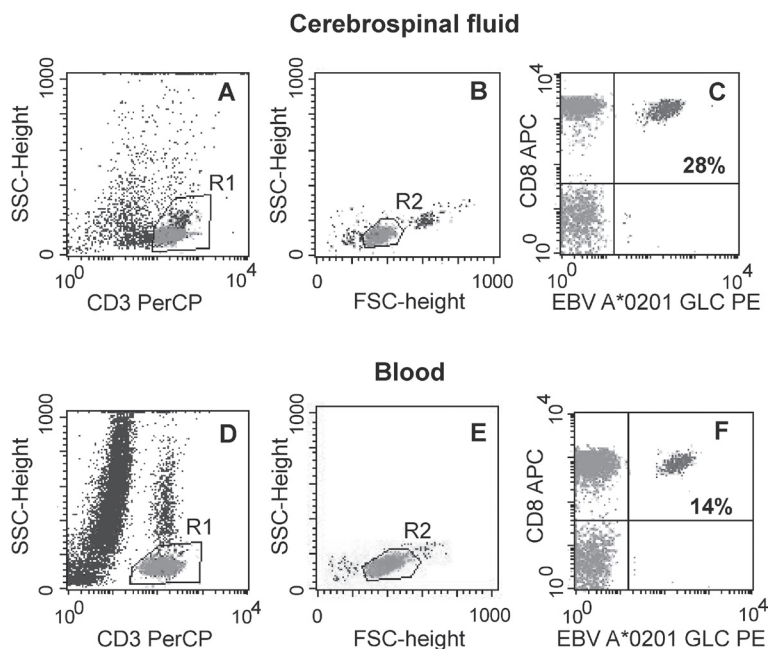 Cerebrospinal fluid
A
SSC-Height
1000
0
R1
10^0
10^4
CD3 PerCP
B
SSC-Height
1000
0
R2
0
1000
FSC-height
C
CD8 APC
10^4
10^0
28%
10^0
10^4
EBV A*0201 GLC PE
Blood
D
SSC-Height
1000
0
R1
10^0
10^4
CD3 PerCP
E
SSC-Height
1000
0
R2
0
1000
FSC-height
F
CD8 APC
10^4
10^0
14%
10^0
10^4
EBV A*0201 GLC PE